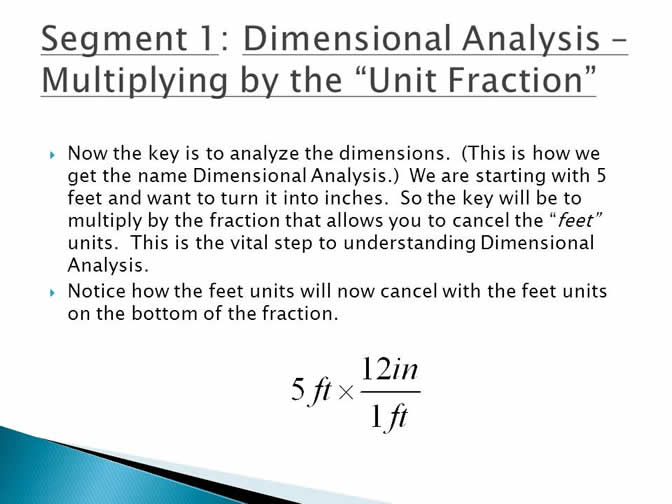 Segment 1: Dimensional Analysis –
Multiplying by the “Unit Fraction”
Now the key is to analyze the dimensions. (This is how we
get the name Dimensional Analysis.) We are starting with 5
feet and want to turn it into inches. So the key will be to
multiply by the fraction that allows you to cancel the “feet”
units. This is the vital step to understanding Dimensional
Analysis.
Notice how the feet units will now cancel with the feet units
on the bottom of the fraction.
5 ft × 12in
1 ft